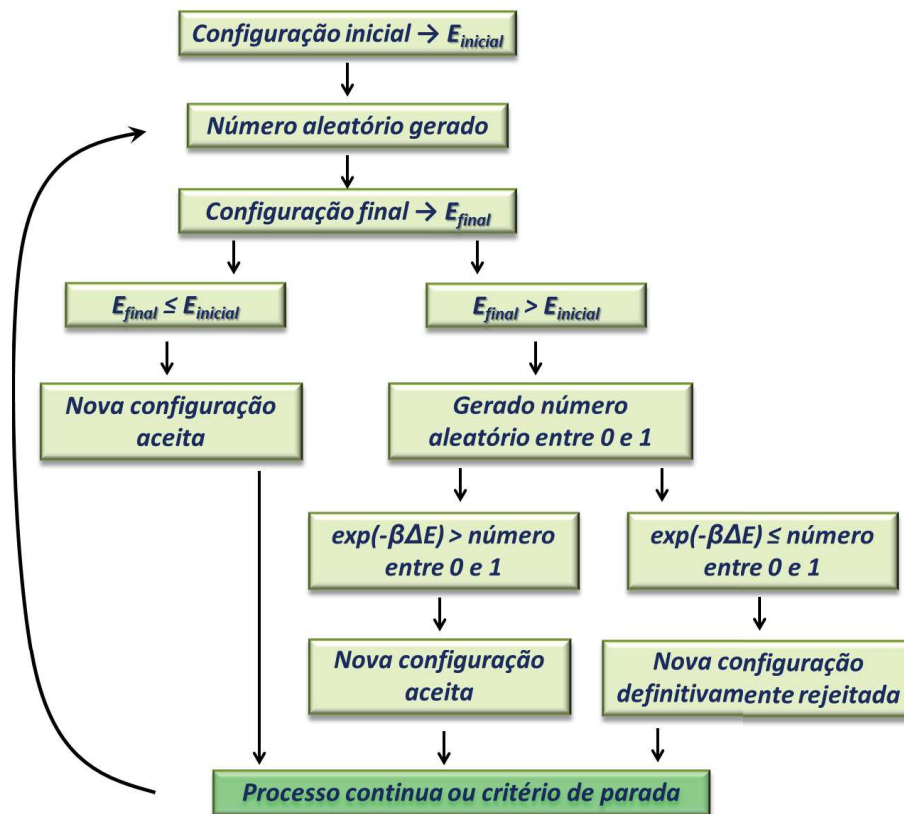 Configuração inicial → E_inicial
Número aleatório gerado
Configuração final → E_final
E_final ≤ E_inicial
E_final > E_inicial
Nova configuração
aceita
Gerado número
aleatório entre 0 e 1
exp(-βΔE) > número
entre 0 e 1
exp(-βΔE) ≤ número
entre 0 e 1
Nova configuração
aceita
Nova configuração
definitivamente rejeitada
Processo continua ou critério de parada